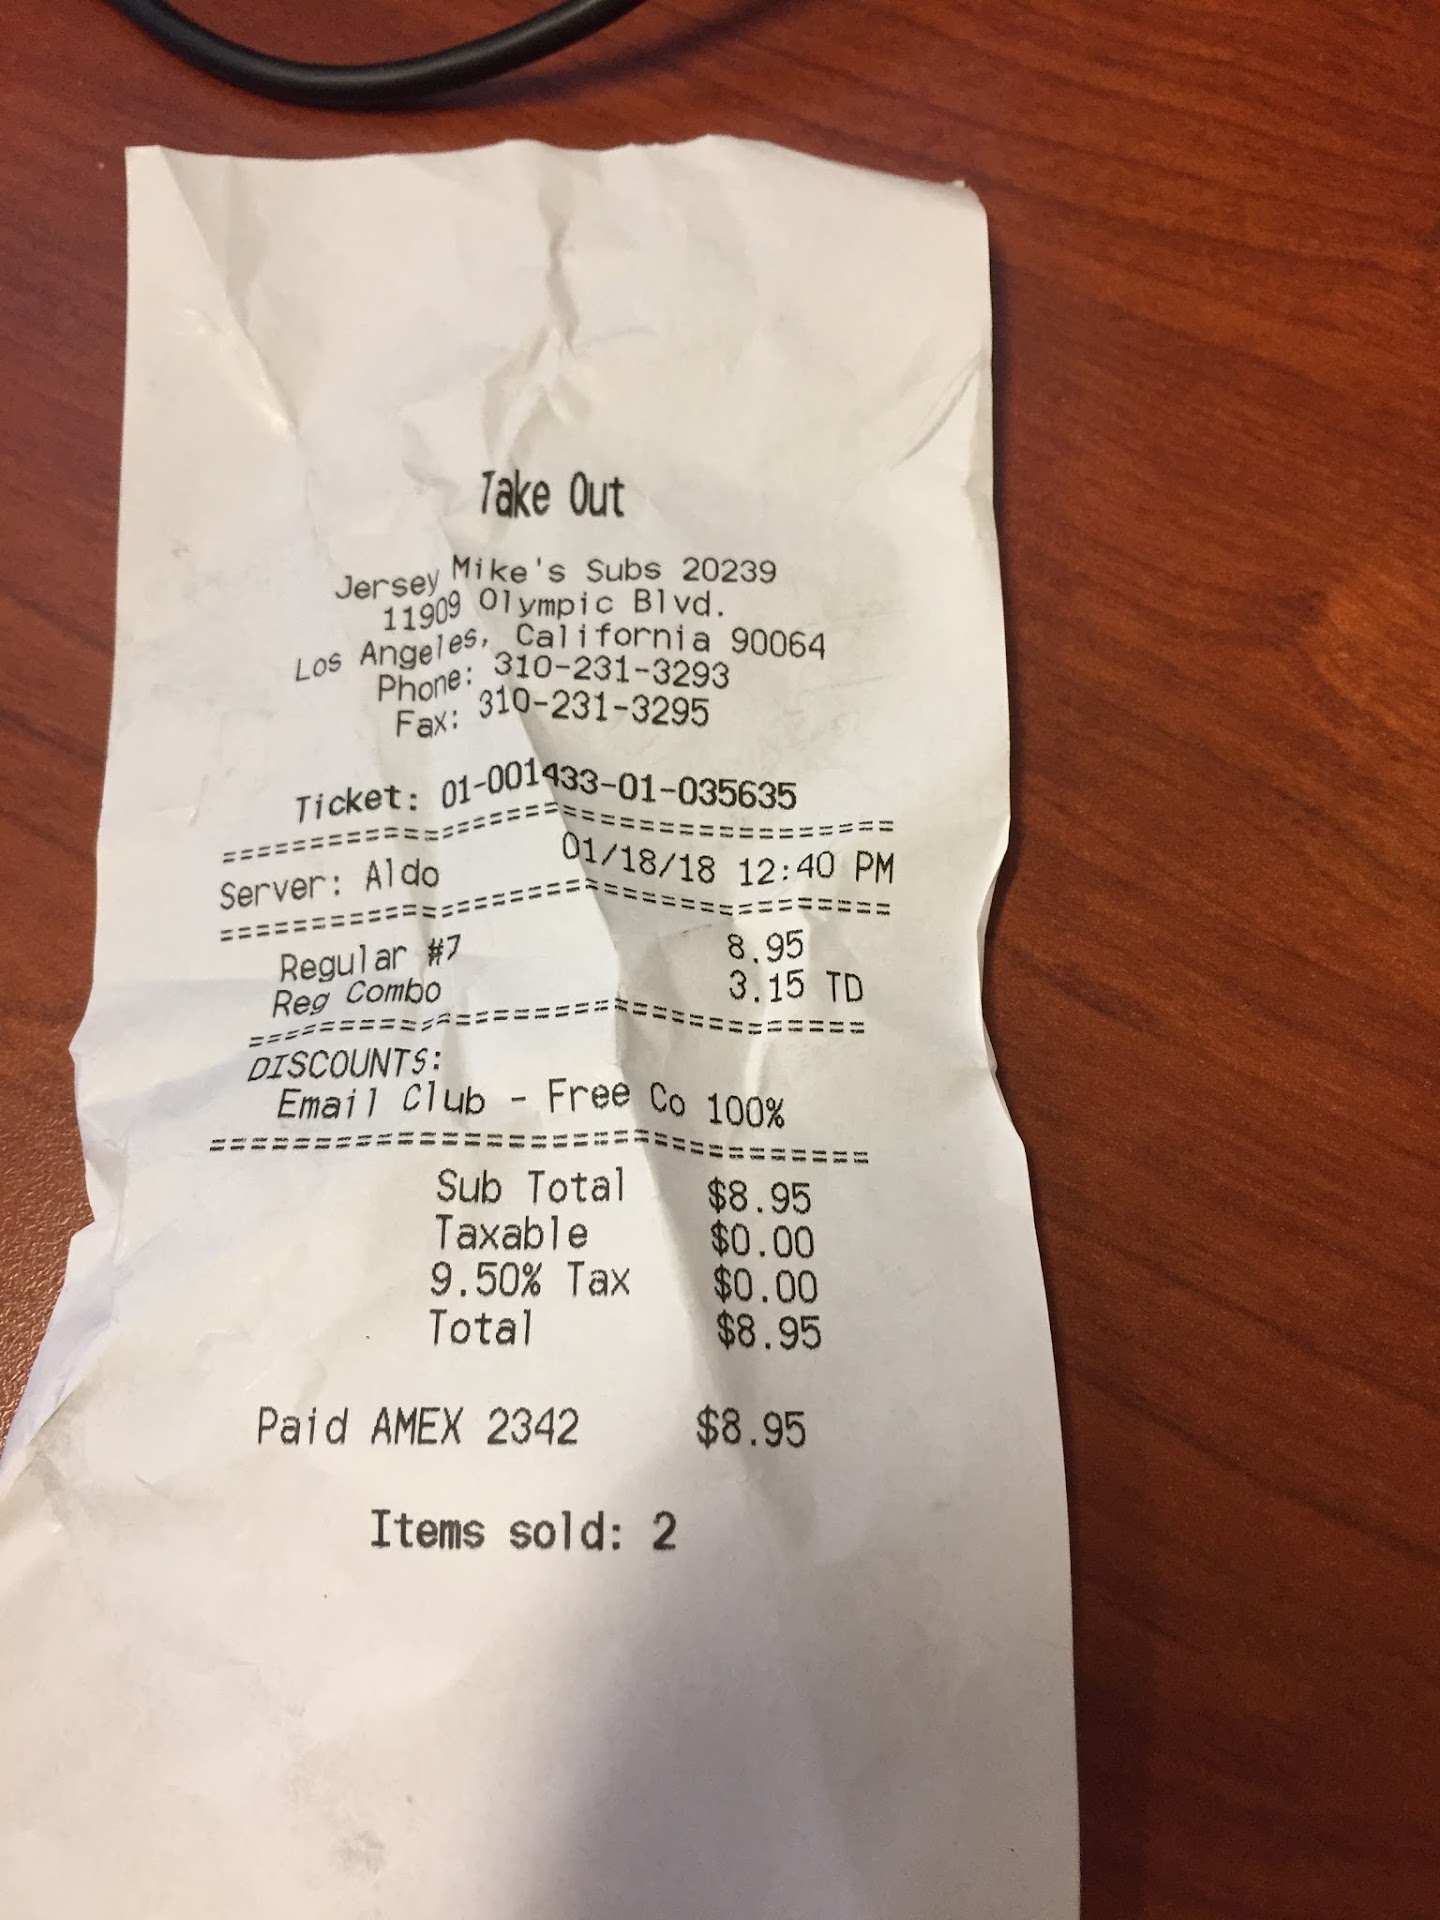 Take Out
Jersey Mike's Subs 20239
11909 Olympic Blvd.
Los Angeles, California 90064
Phone: 310-231-3293
Fax: 310-231-3295
Ticket: 01-001433-01-035635
=================================
Server: Aldo 01/18/18 12:40 PM
=================================
Regular #7 8.95
Reg Combo 3.15 TD
=================================
DISCOUNTS:
Email Club - Free Co 100%
=================================
Sub Total $8.95
Taxable $0.00
9.50% Tax $0.00
Total $8.95
Paid AMEX 2342 $8.95
Items sold: 2